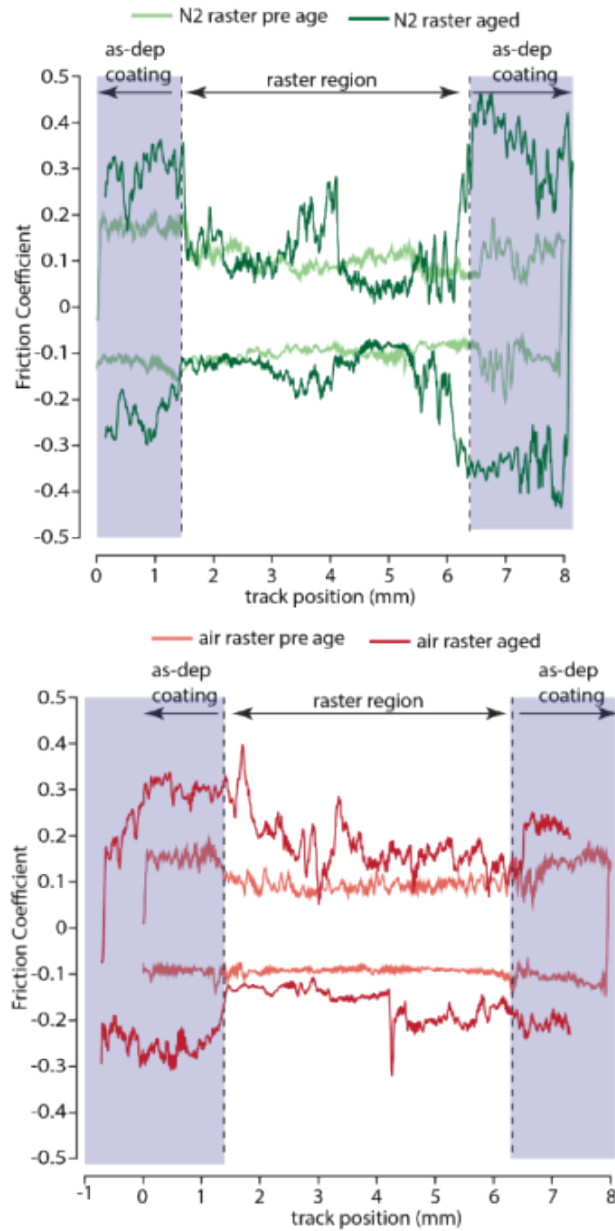 N2 raster pre age N2 raster aged
as-dep as-dep
coating raster region coating
0.5
0.4
0.3
0.2
0.1
0
-0.1
-0.2
-0.3
-0.4
-0.5
Friction Coefficient
0 1 2 3 4 5 6 7 8
track position (mm)
air raster pre age air raster aged
as-dep as-dep
coating raster region coating
0.5
0.4
0.3
0.2
0.1
0
-0.1
-0.2
-0.3
-0.4
-0.5
Friction Coefficient
-1 0 1 2 3 4 5 6 7 8
track position (mm)